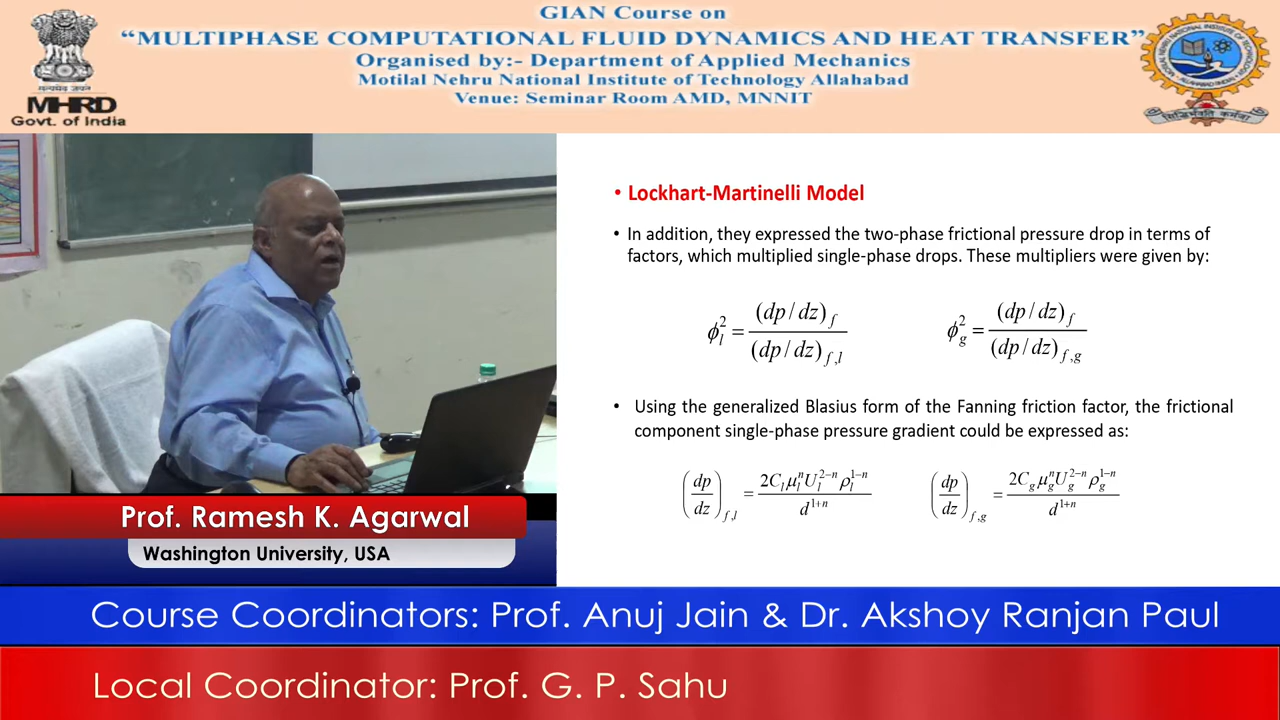 GIAN Course on
“MULTIPHASE COMPUTATIONAL FLUID DYNAMICS AND HEAT TRANSFER”
Organised by:- Department of Applied Mechanics
Motilal Nehru National Institute of Technology Allahabad
Venue: Seminar Room AMD, MNNIT
सत्यमेव जयते
MHRD
Govt. of India
• Lockhart-Martinelli Model
• In addition, they expressed the two-phase frictional pressure drop in terms of
factors, which multiplied single-phase drops. These multipliers were given by:
ϕ_l^2 = (dp/dz)_f / (dp/dz)_{f,l}   ϕ_g^2 = (dp/dz)_f / (dp/dz)_{f,g}
• Using the generalized Blasius form of the Fanning friction factor, the frictional
component single-phase pressure gradient could be expressed as:
(dp/dz)_{f,l} = 2C_l μ_l^n U_l^{2−n} ρ_l^{1−n} / d^{1+n}   (dp/dz)_{f,g} = 2C_g μ_g^n U_g^{2−n} ρ_g^{1−n} / d^{1+n}
Prof. Ramesh K. Agarwal
Washington University, USA
Course Coordinators: Prof. Anuj Jain & Dr. Akshoy Ranjan Paul
Local Coordinator: Prof. G. P. Sahu